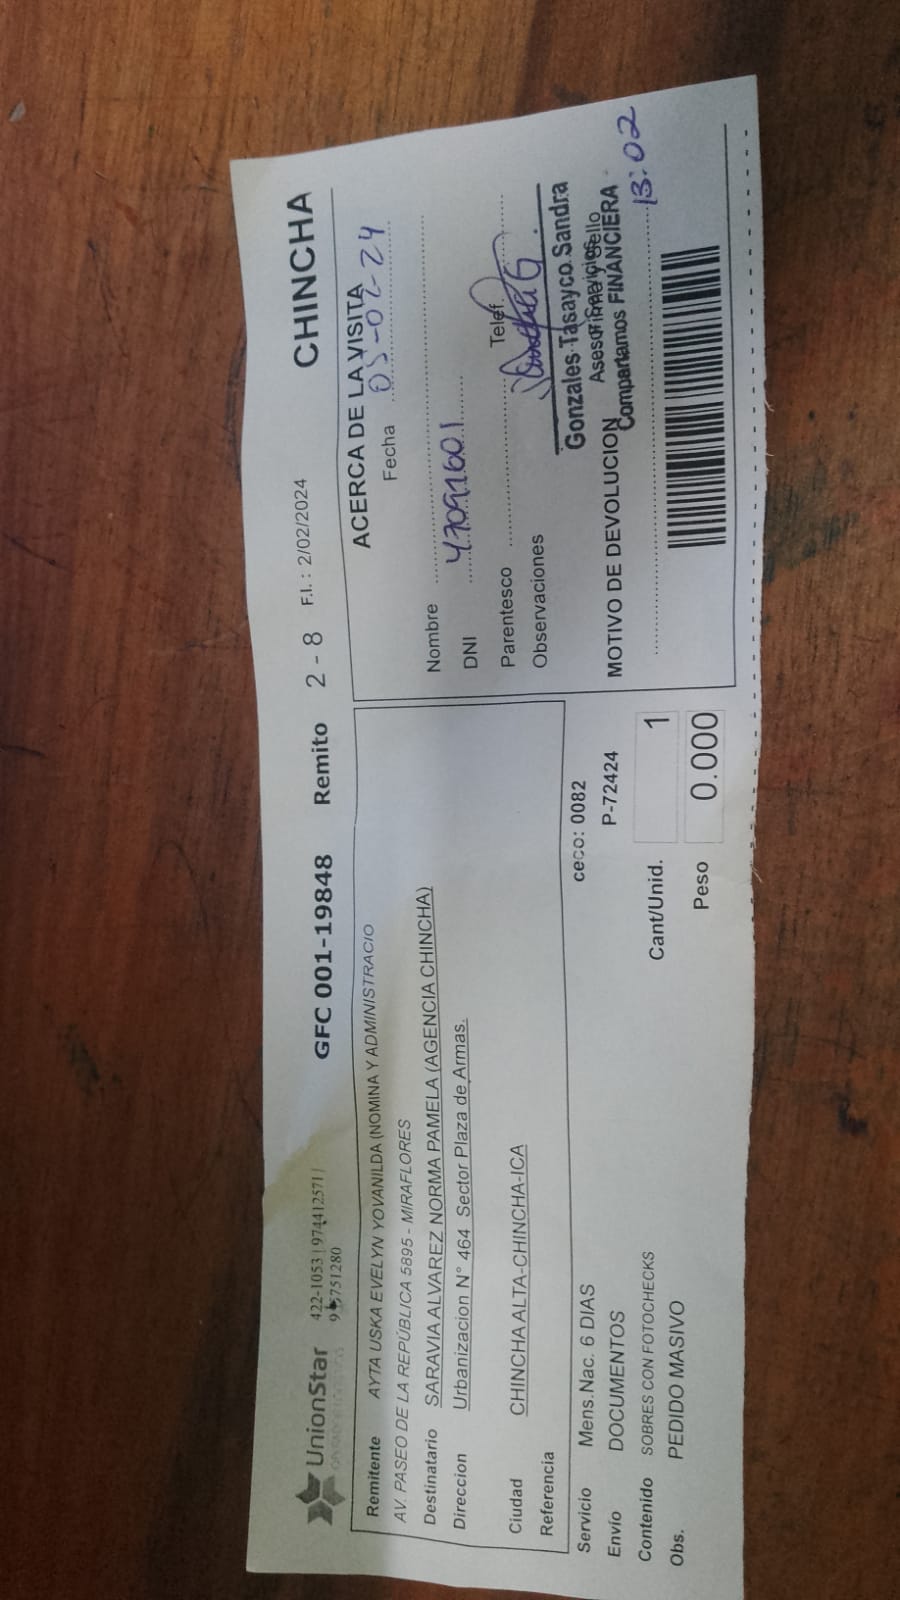 UnionStar 422-1053 | 974412571 | GFC 001-19848 Remito 2 - 8 F.I. : 2/02/2024 CHINCHA
751280
Remitente AYTA USKA EVELYN YOVANILDA (NOMINA Y ADMINISTRACIO
AV. PASEO DE LA REPÚBLICA 5895 - MIRAFLORES
Destinatario SARAVIA ALVAREZ NORMA PAMELA (AGENCIA CHINCHA)
Direccion Urbanizacion N° 464 Sector Plaza de Armas.
Ciudad CHINCHA ALTA-CHINCHA-ICA
Referencia
Servicio Mens.Nac. 6 DIAS ceco: 0082
Envío DOCUMENTOS P-72424
Contenido SOBRES CON FOTOCHECKS Cant/Unid. 1
Obs. PEDIDO MASIVO Peso 0.000
ACERCA DE LA VISITA
Fecha 05-02-24
Nombre
DNI 47091601
Parentesco Telef.
Observaciones
Gonzales Tasayco Sandra
Asesor Servicios
Firma y Sello
Compartamos FINANCIERA
MOTIVO DE DEVOLUCION
13:02